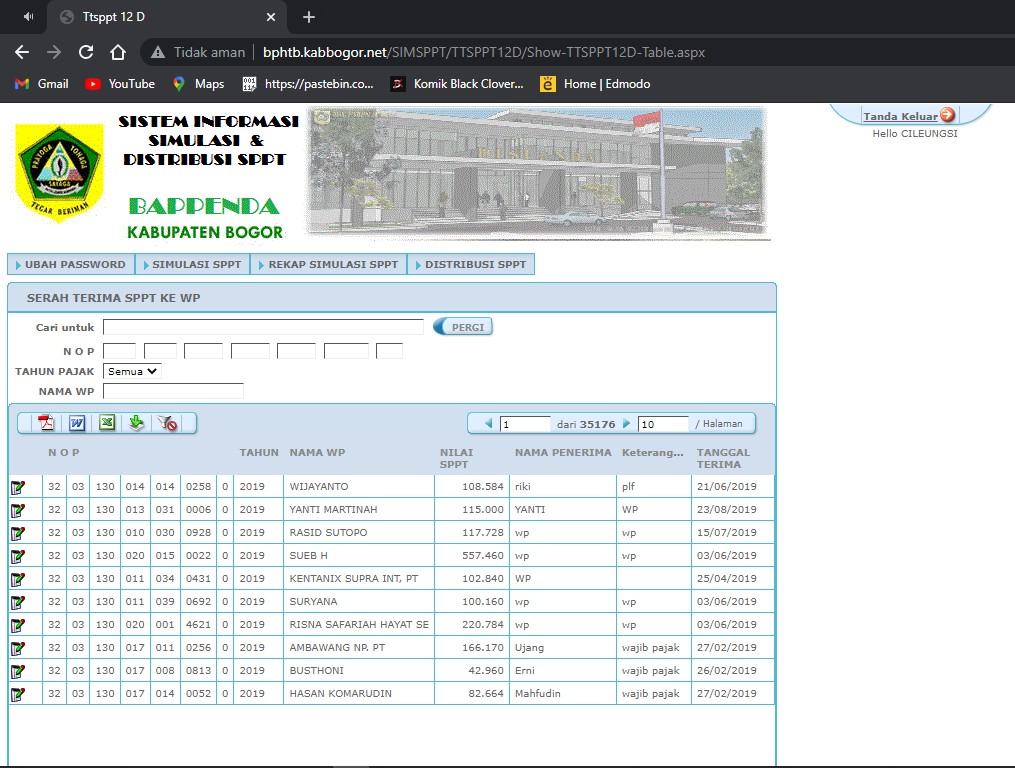 Ttsppt 12 D
Tidak aman bphtb.kabbogor.net/SIMSPPT/TTSPPT12D/Show-TTSPPT12D-Table.aspx
Gmail YouTube Maps https://pastebin.co... Komik Black Clover... Home | Edmodo
SISTEM INFORMASI
SIMULASI &
DISTRIBUSI SPPT
BAPPENDA
KABUPATEN BOGOR
PRAYOGA TOHAGA
SAYAGA
TEGAR BERIMAN
Tanda Keluar
Hello CILEUNGSI
UBAH PASSWORD SIMULASI SPPT REKAP SIMULASI SPPT DISTRIBUSI SPPT
SERAH TERIMA SPPT KE WP
Cari untuk PERGI
N O P
TAHUN PAJAK Semua
NAMA WP
1 dari 35176 10 / Halaman
N O P TAHUN NAMA WP NILAI SPPT NAMA PENERIMA Keterang... TANGGAL TERIMA
32 03 130 014 014 0258 0 2019 WIJAYANTO 108.584 riki plf 21/06/2019
32 03 130 013 031 0006 0 2019 YANTI MARTINAH 115.000 YANTI WP 23/08/2019
32 03 130 010 030 0928 0 2019 RASID SUTOPO 117.728 wp wp 15/07/2019
32 03 130 020 015 0022 0 2019 SUEB H 557.460 wp wp 03/06/2019
32 03 130 011 034 0431 0 2019 KENTANIX SUPRA INT, PT 102.840 WP 25/04/2019
32 03 130 011 039 0692 0 2019 SURYANA 100.160 wp wp 03/06/2019
32 03 130 020 001 4621 0 2019 RISNA SAFARIAH HAYAT SE 220.784 wp wp 03/06/2019
32 03 130 017 011 0256 0 2019 AMBAWANG NP. PT 166.170 Ujang wajib pajak 27/02/2019
32 03 130 017 008 0813 0 2019 BUSTHONI 42.960 Erni wajib pajak 26/02/2019
32 03 130 017 014 0052 0 2019 HASAN KOMARUDIN 82.664 Mahfudin wajib pajak 27/02/2019